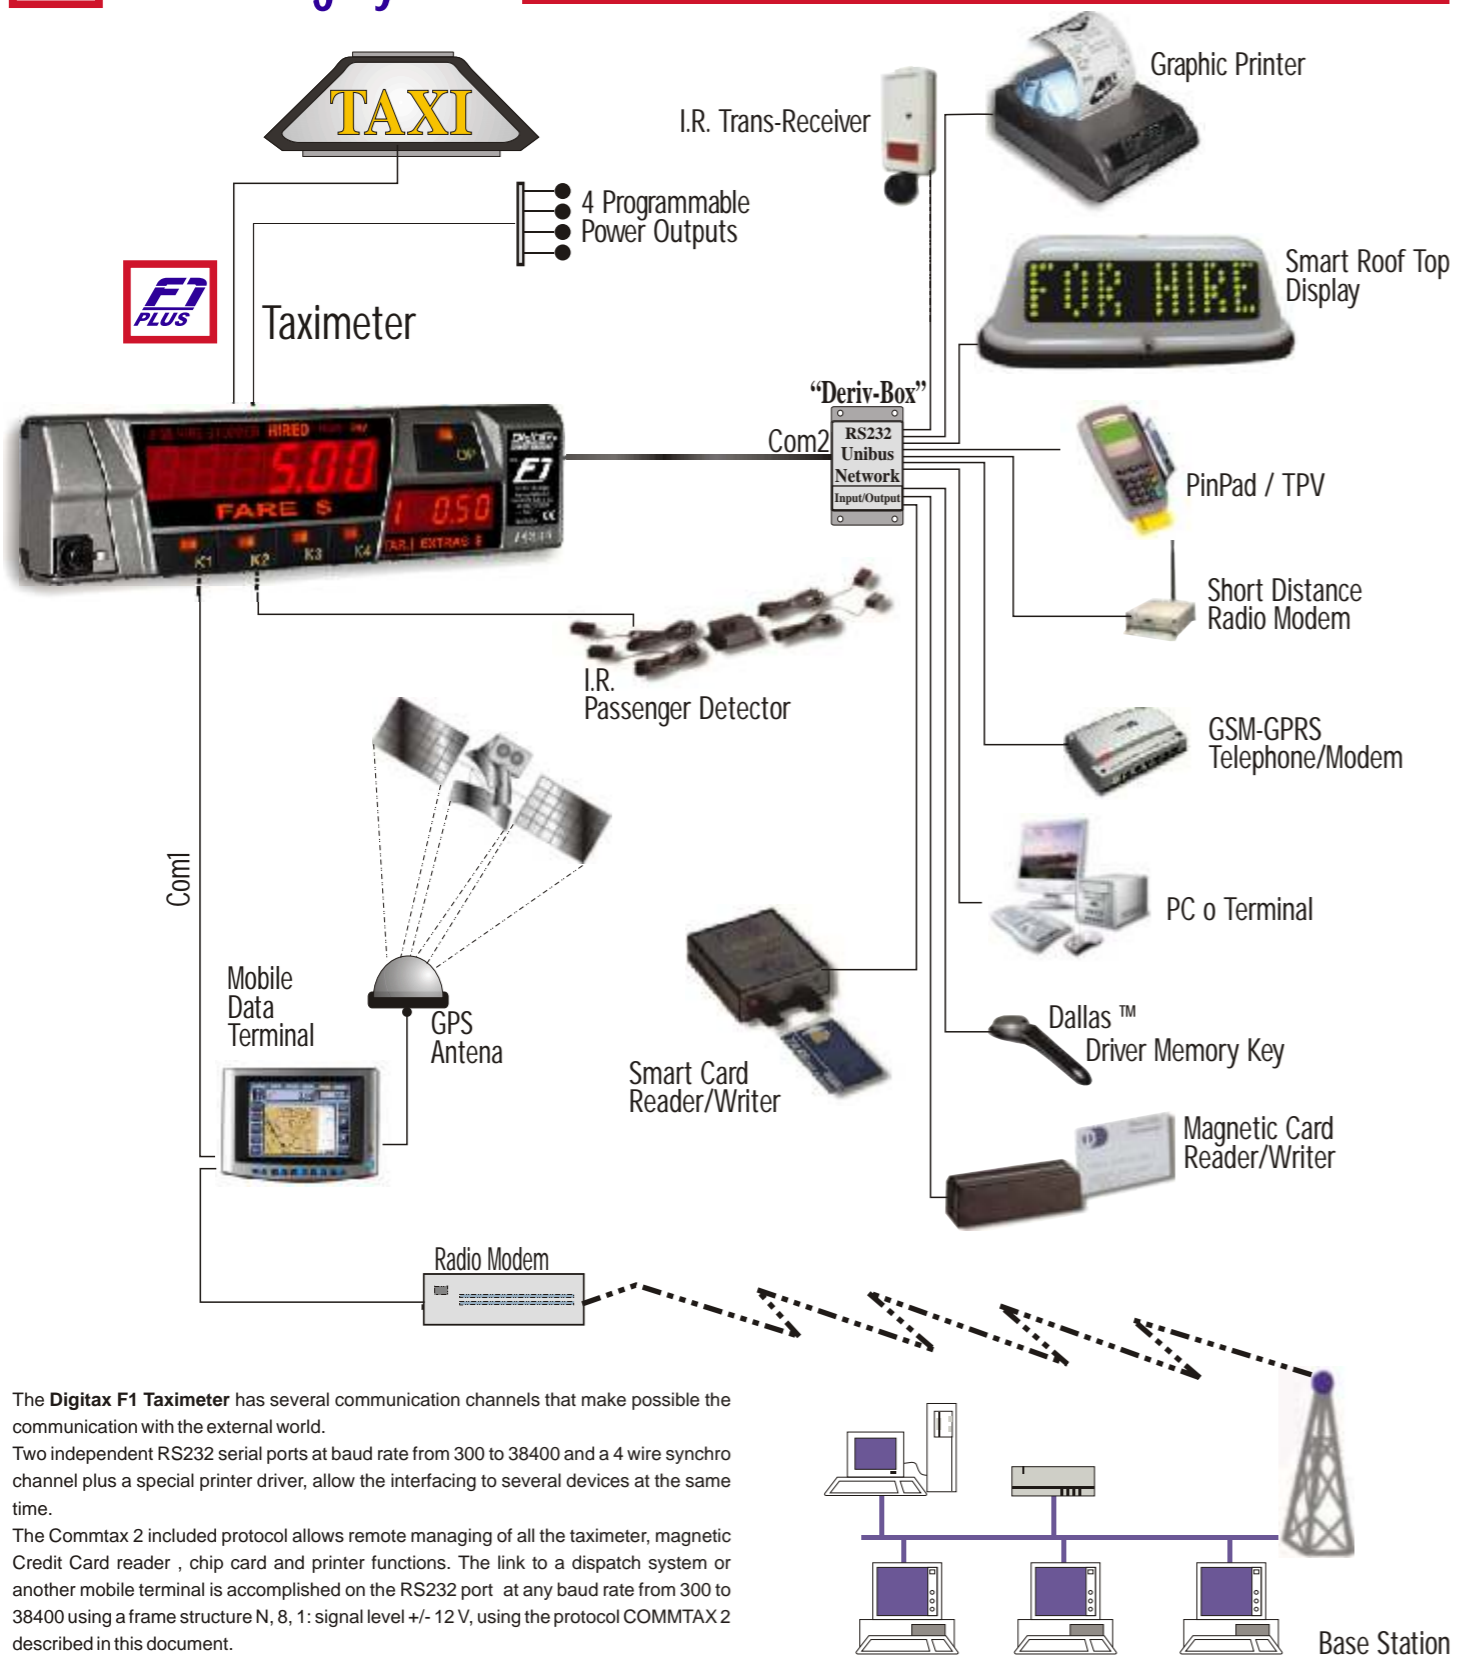 TAXI
4 Programmable
Power Outputs
I.R. Trans-Receiver
Graphic Printer
FOR HIRE
Smart Roof Top
Display
F1
PLUS
Taximeter
HIRED
5.00
FARE $
OP
F1
1 0.50
TAR. EXTRAS $
K1
K2
K3
K4
“Deriv-Box”
Com2
RS232
Unibus
Network
Input/Output
PinPad / TPV
Short Distance
Radio Modem
I.R.
Passenger Detector
GSM-GPRS
Telephone/Modem
Com1
PC o Terminal
Mobile
Data
Terminal
GPS
Antena
Smart Card
Reader/Writer
Dallas ™
Driver Memory Key
Magnetic Card
Reader/Writer
Radio Modem
The Digitax F1 Taximeter has several communication channels that make possible the
communication with the external world.
Two independent RS232 serial ports at baud rate from 300 to 38400 and a 4 wire synchro
channel plus a special printer driver, allow the interfacing to several devices at the same
time.
The Commtax 2 included protocol allows remote managing of all the taximeter, magnetic
Credit Card reader , chip card and printer functions. The link to a dispatch system or
another mobile terminal is accomplished on the RS232 port at any baud rate from 300 to
38400 using a frame structure N, 8, 1: signal level +/- 12 V, using the protocol COMMTAX 2
described in this document.
Base Station